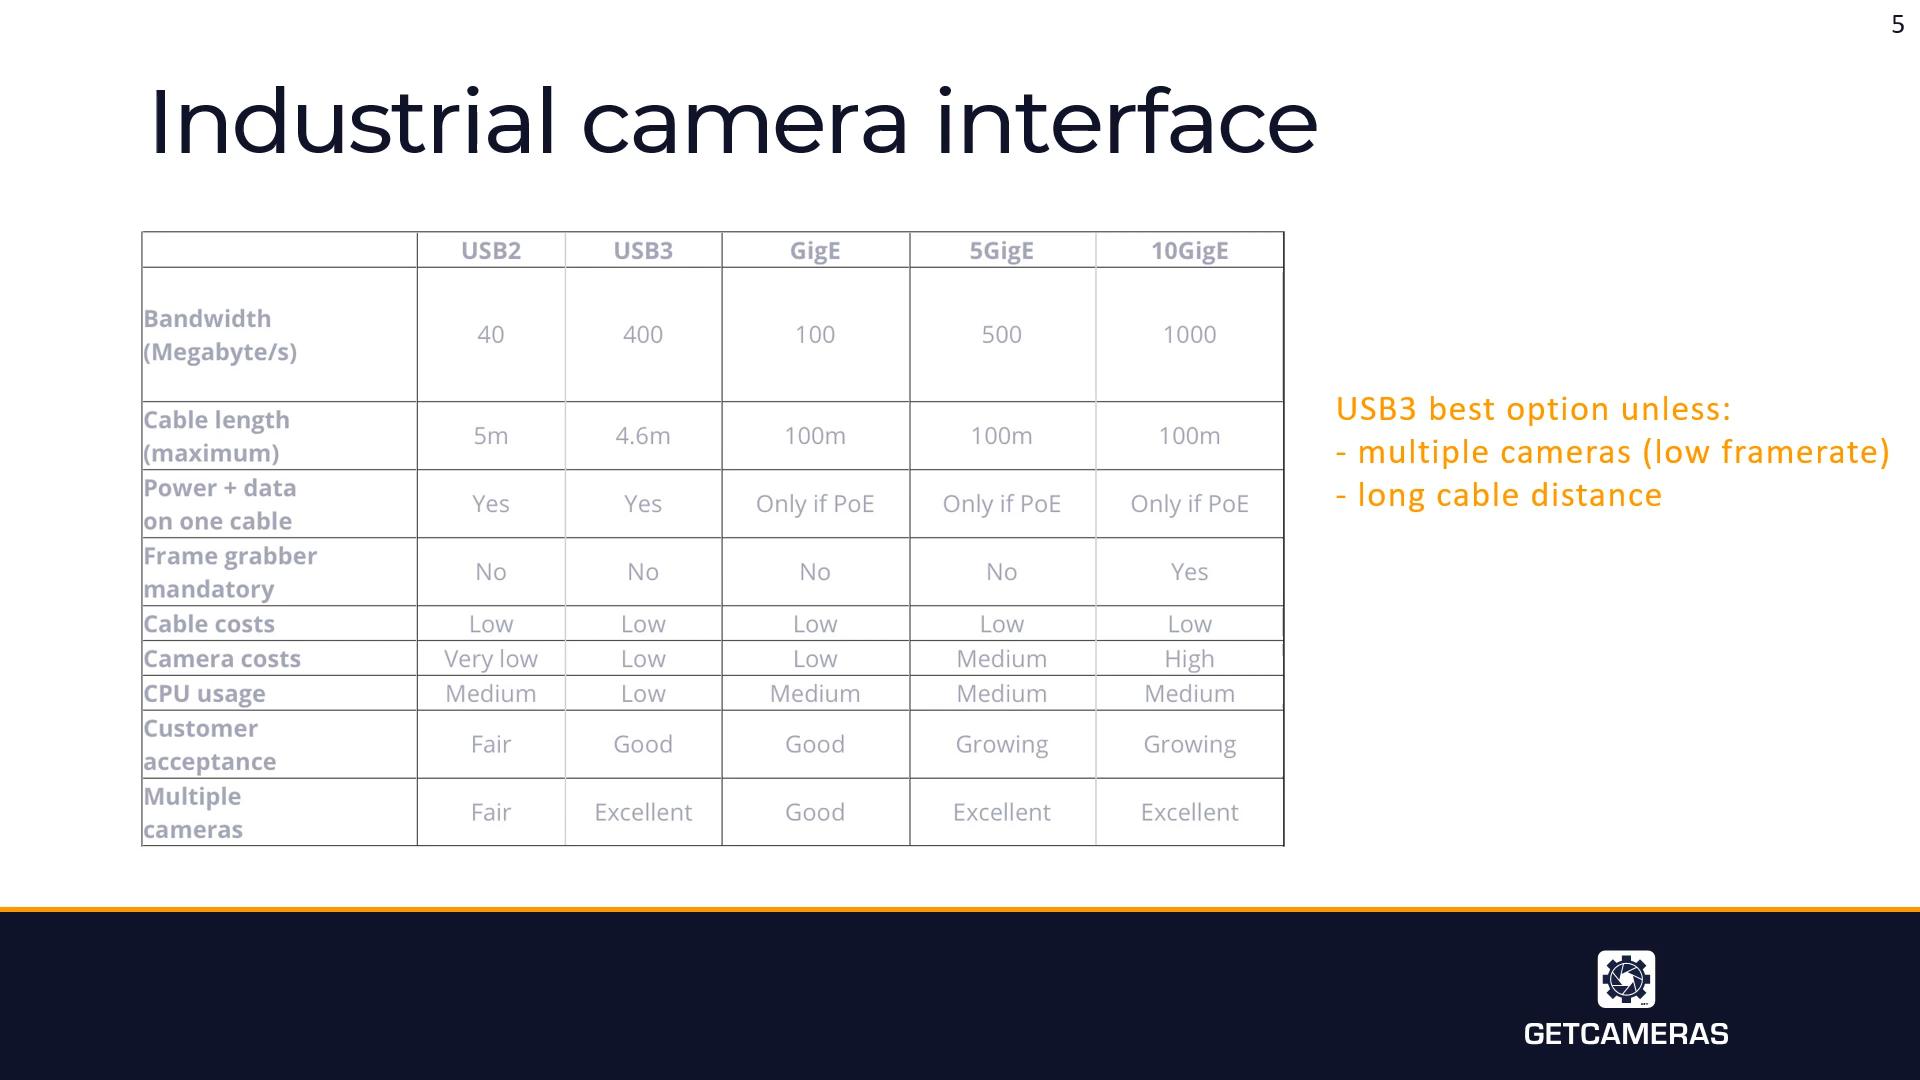 5
Industrial camera interface
USB2 USB3 GigE 5GigE 10GigE
Bandwidth
(Megabyte/s) 40 400 100 500 1000
Cable length
(maximum) 5m 4.6m 100m 100m 100m
Power + data
on one cable Yes Yes Only if PoE Only if PoE Only if PoE
Frame grabber
mandatory No No No No Yes
Cable costs Low Low Low Low Low
Camera costs Very low Low Low Medium High
CPU usage Medium Low Medium Medium Medium
Customer
acceptance Fair Good Good Growing Growing
Multiple
cameras Fair Excellent Good Excellent Excellent
USB3 best option unless:
- multiple cameras (low framerate)
- long cable distance
GETCAMERAS